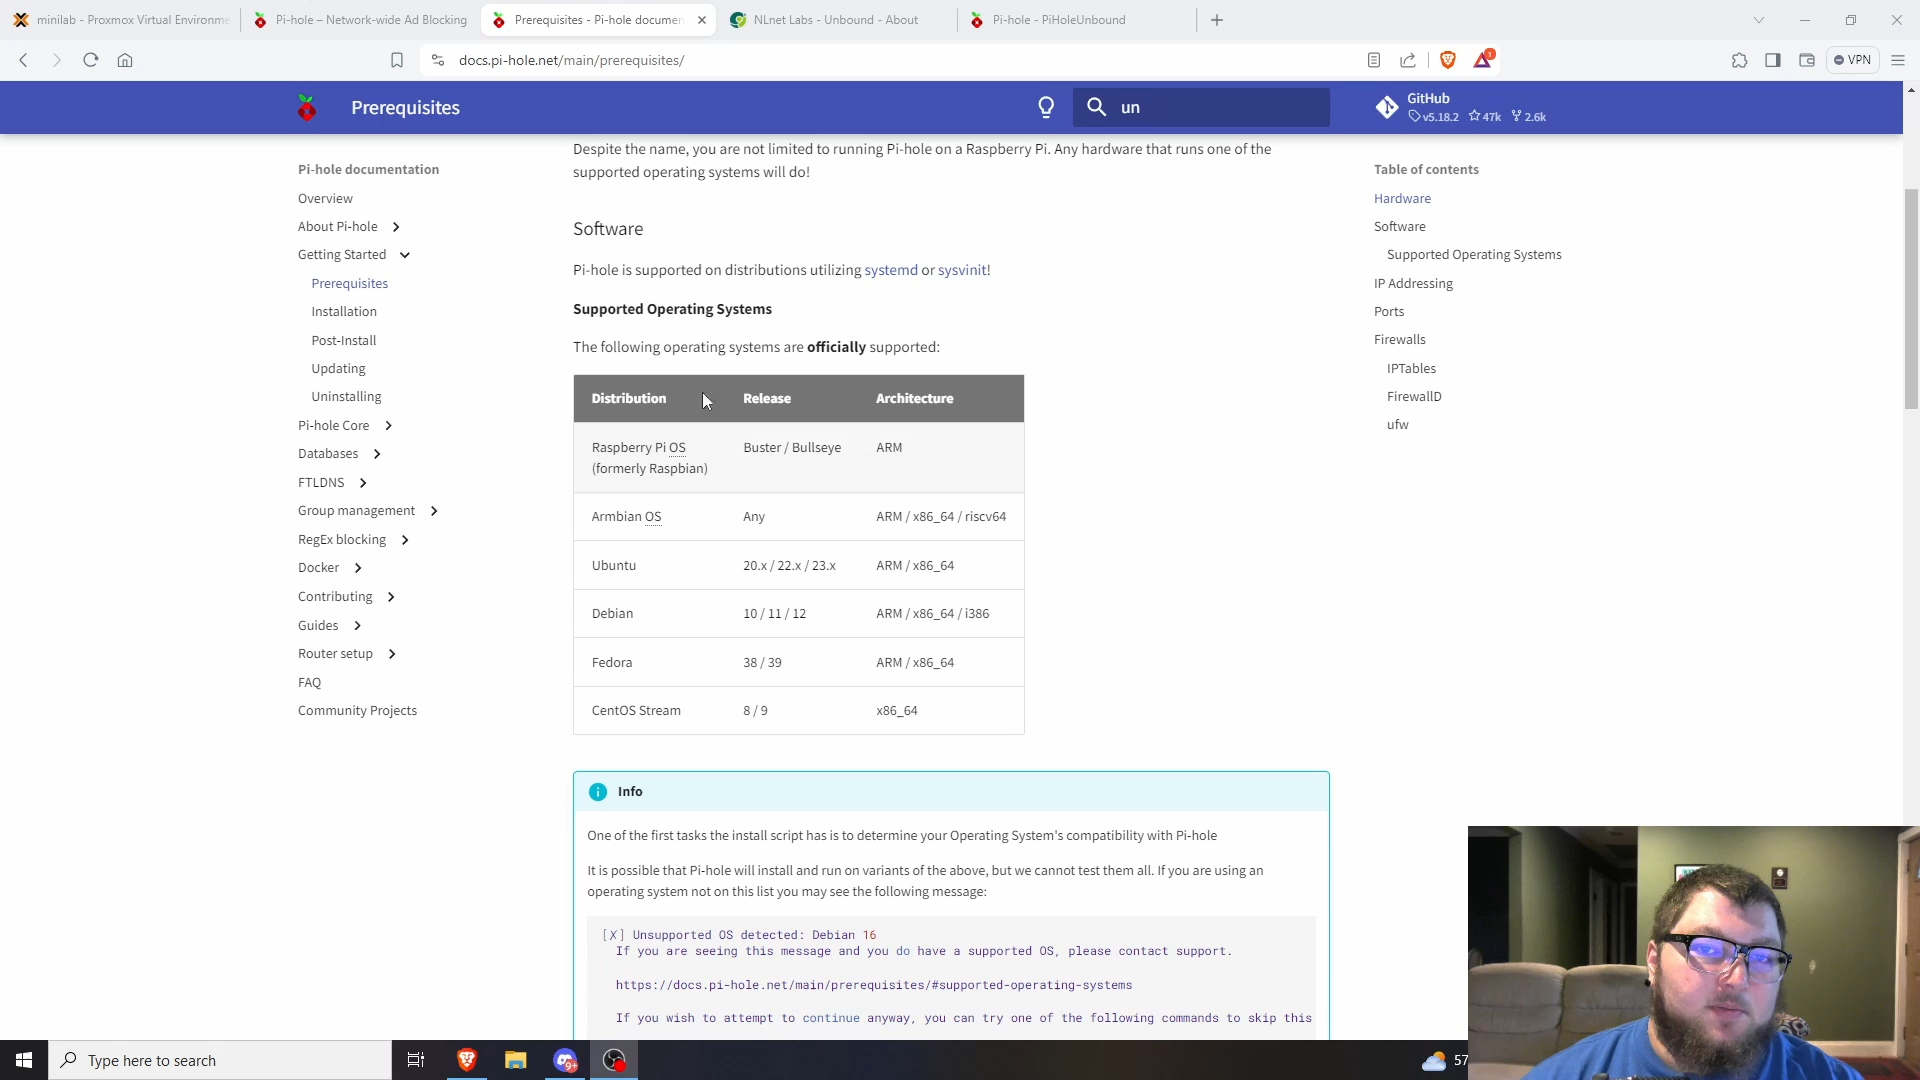 minilab - Proxmox Virtual Environme
Pi-hole – Network-wide Ad Blocking
Prerequisites - Pi-hole documen
NLnet Labs - Unbound - About
Pi-hole - PiHoleUnbound
docs.pi-hole.net/main/prerequisites/
1
VPN
Prerequisites
un
GitHub
v5.18.2 47k 2.6k
Pi-hole documentation
Overview
About Pi-hole
Getting Started
Prerequisites
Installation
Post-Install
Updating
Uninstalling
Pi-hole Core
Databases
FTLDNS
Group management
RegEx blocking
Docker
Contributing
Guides
Router setup
FAQ
Community Projects
Despite the name, you are not limited to running Pi-hole on a Raspberry Pi. Any hardware that runs one of the
supported operating systems will do!
Software
Pi-hole is supported on distributions utilizing systemd or sysvinit!
Supported Operating Systems
The following operating systems are officially supported:
Distribution Release Architecture
Raspberry Pi OS Buster / Bullseye ARM
(formerly Raspbian)
Armbian OS Any ARM / x86_64 / riscv64
Ubuntu 20.x / 22.x / 23.x ARM / x86_64
Debian 10 / 11 / 12 ARM / x86_64 / i386
Fedora 38 / 39 ARM / x86_64
CentOS Stream 8 / 9 x86_64
Info
One of the first tasks the install script has is to determine your Operating System's compatibility with Pi-hole
It is possible that Pi-hole will install and run on variants of the above, but we cannot test them all. If you are using an
operating system not on this list you may see the following message:
[X] Unsupported OS detected: Debian 16
If you are seeing this message and you do have a supported OS, please contact support.
https://docs.pi-hole.net/main/prerequisites/#supported-operating-systems
If you wish to attempt to continue anyway, you can try one of the following commands to skip this
Table of contents
Hardware
Software
Supported Operating Systems
IP Addressing
Ports
Firewalls
IPTables
FirewallD
ufw
Type here to search
9+
57